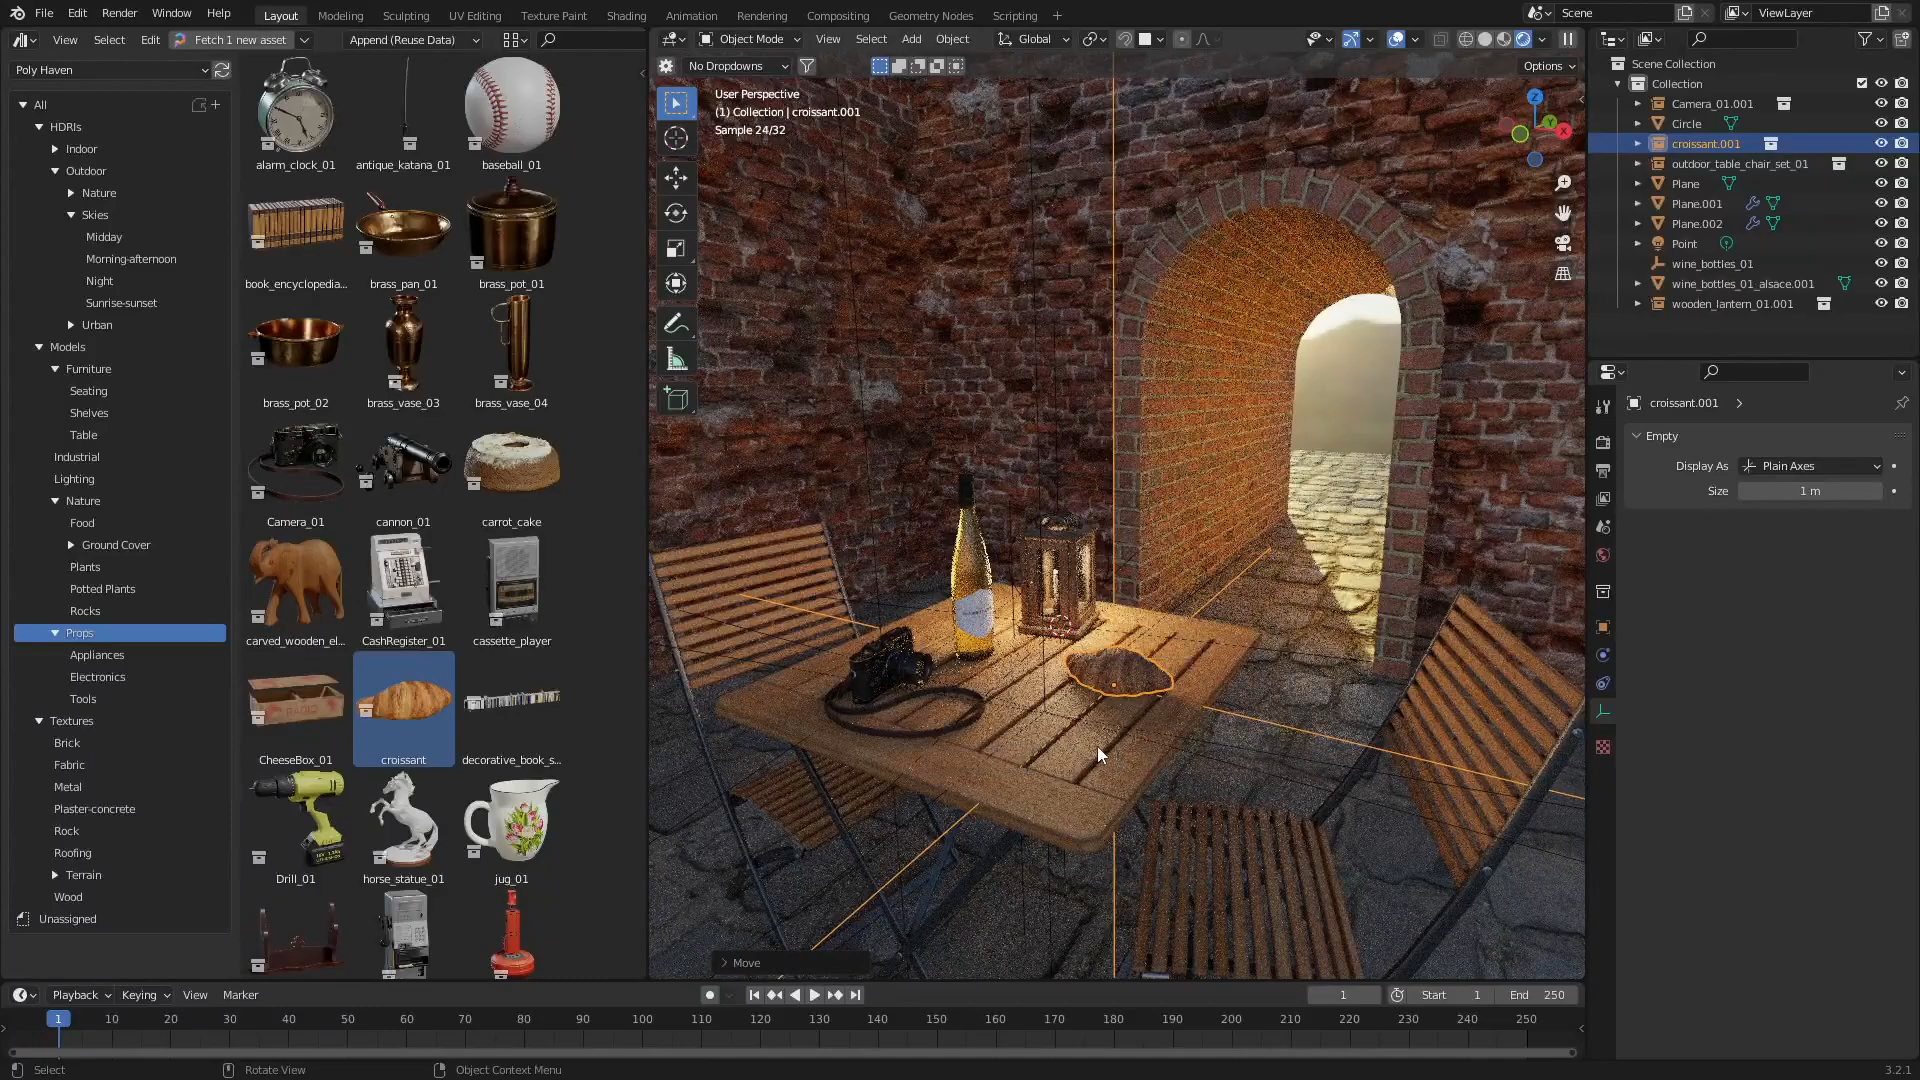 File Edit Render Window Help Layout Modeling Sculpting UV Editing Texture Paint Shading Animation Rendering Compositing Geometry Nodes Scripting + Scene ViewLayer
View Select Edit Fetch 1 new asset Append (Reuse Data)
Object Mode View Select Add Object Global
Poly Haven
No Dropdowns Options
User Perspective
(1) Collection | croissant.001
Sample 24/32
Z
Y
X
All
HDRIs
Indoor
Outdoor
Nature
Skies
Midday
Morning-afternoon
Night
Sunrise-sunset
Urban
Models
Furniture
Seating
Shelves
Table
Industrial
Lighting
Nature
Food
Ground Cover
Plants
Potted Plants
Rocks
Props
Appliances
Electronics
Tools
Textures
Brick
Fabric
Metal
Plaster-concrete
Rock
Roofing
Terrain
Wood
Unassigned
alarm_clock_01 antique_katana_01 baseball_01
book_encyclopedia... brass_pan_01 brass_pot_01
brass_pot_02 brass_vase_03 brass_vase_04
Camera_01 cannon_01 carrot_cake
carved_wooden_el... CashRegister_01 cassette_player
CheeseBox_01 croissant decorative_book_s...
Drill_01 horse_statue_01 jug_01
Move
Scene Collection
Collection
Camera_01.001
Circle
croissant.001
outdoor_table_chair_set_01
Plane
Plane.001
Plane.002
Point
wine_bottles_01
wine_bottles_01_alsace.001
wooden_lantern_01.001
croissant.001
Empty
Display As Plain Axes
Size 1 m
Playback Keying View Marker 1 Start 1 End 250
1 10 20 30 40 50 60 70 80 90 100 110 120 130 140 150 160 170 180 190 200 210 220 230 240 250
Select Rotate View Object Context Menu 3.2.1